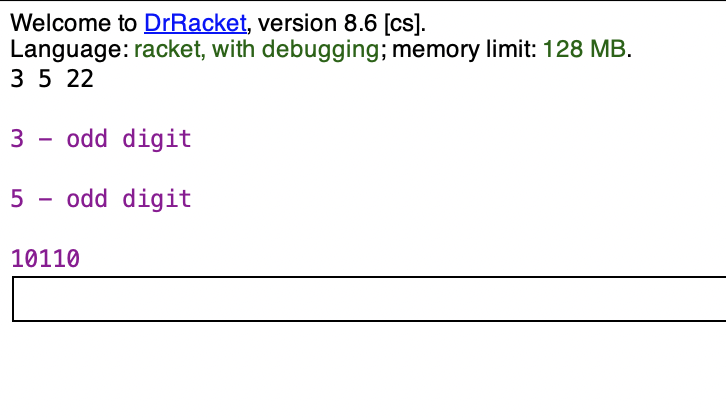 Welcome to DrRacket, version 8.6 [cs].
Language: racket, with debugging; memory limit: 128 MB.
3 5 22
3 – odd digit
5 – odd digit
10110